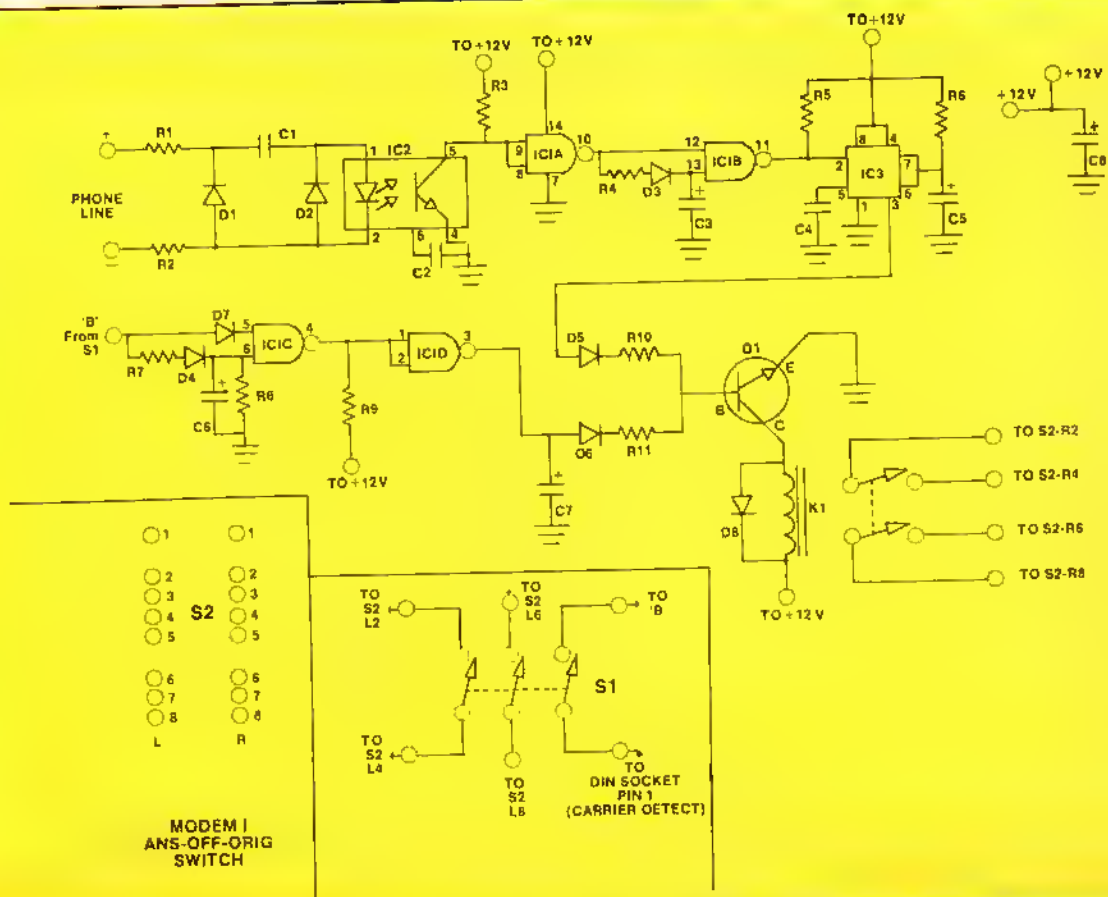 TO+12V
TO+12V
TO+12V
+12V
+12V
R3
R5
R6
C8
+
R1
C1
IC2
1
5
14
9
8
IC1A
10
7
12
13
IC1B
11
R4
D3
+
C3
8
4
2
IC3
7
6
5
1
3
+
C5
C4
PHONE
LINE
D1
D2
R2
2
6
4
C2
'B'
From
S1
D7
5
IC1C
4
6
R7
D4
+
C6
R8
1
2
IC1D
3
R9
TO+12V
D5
R10
Q1
E
B
C
D6
R11
+
C7
D8
K1
TO+12V
TO S2-R2
TO S2-R4
TO S2-R6
TO S2-R8
1 1
2 2
3 3
S2
4 4
5 5
6 6
7 7
8 8
L R
MODEM I
ANS-OFF-ORIG
SWITCH
TO
S2
L2
TO
S2
L6
TO
'B
S1
TO
S2
L4
TO
S2
L8
TO
DIN SOCKET
PIN 1
(CARRIER DETECT)